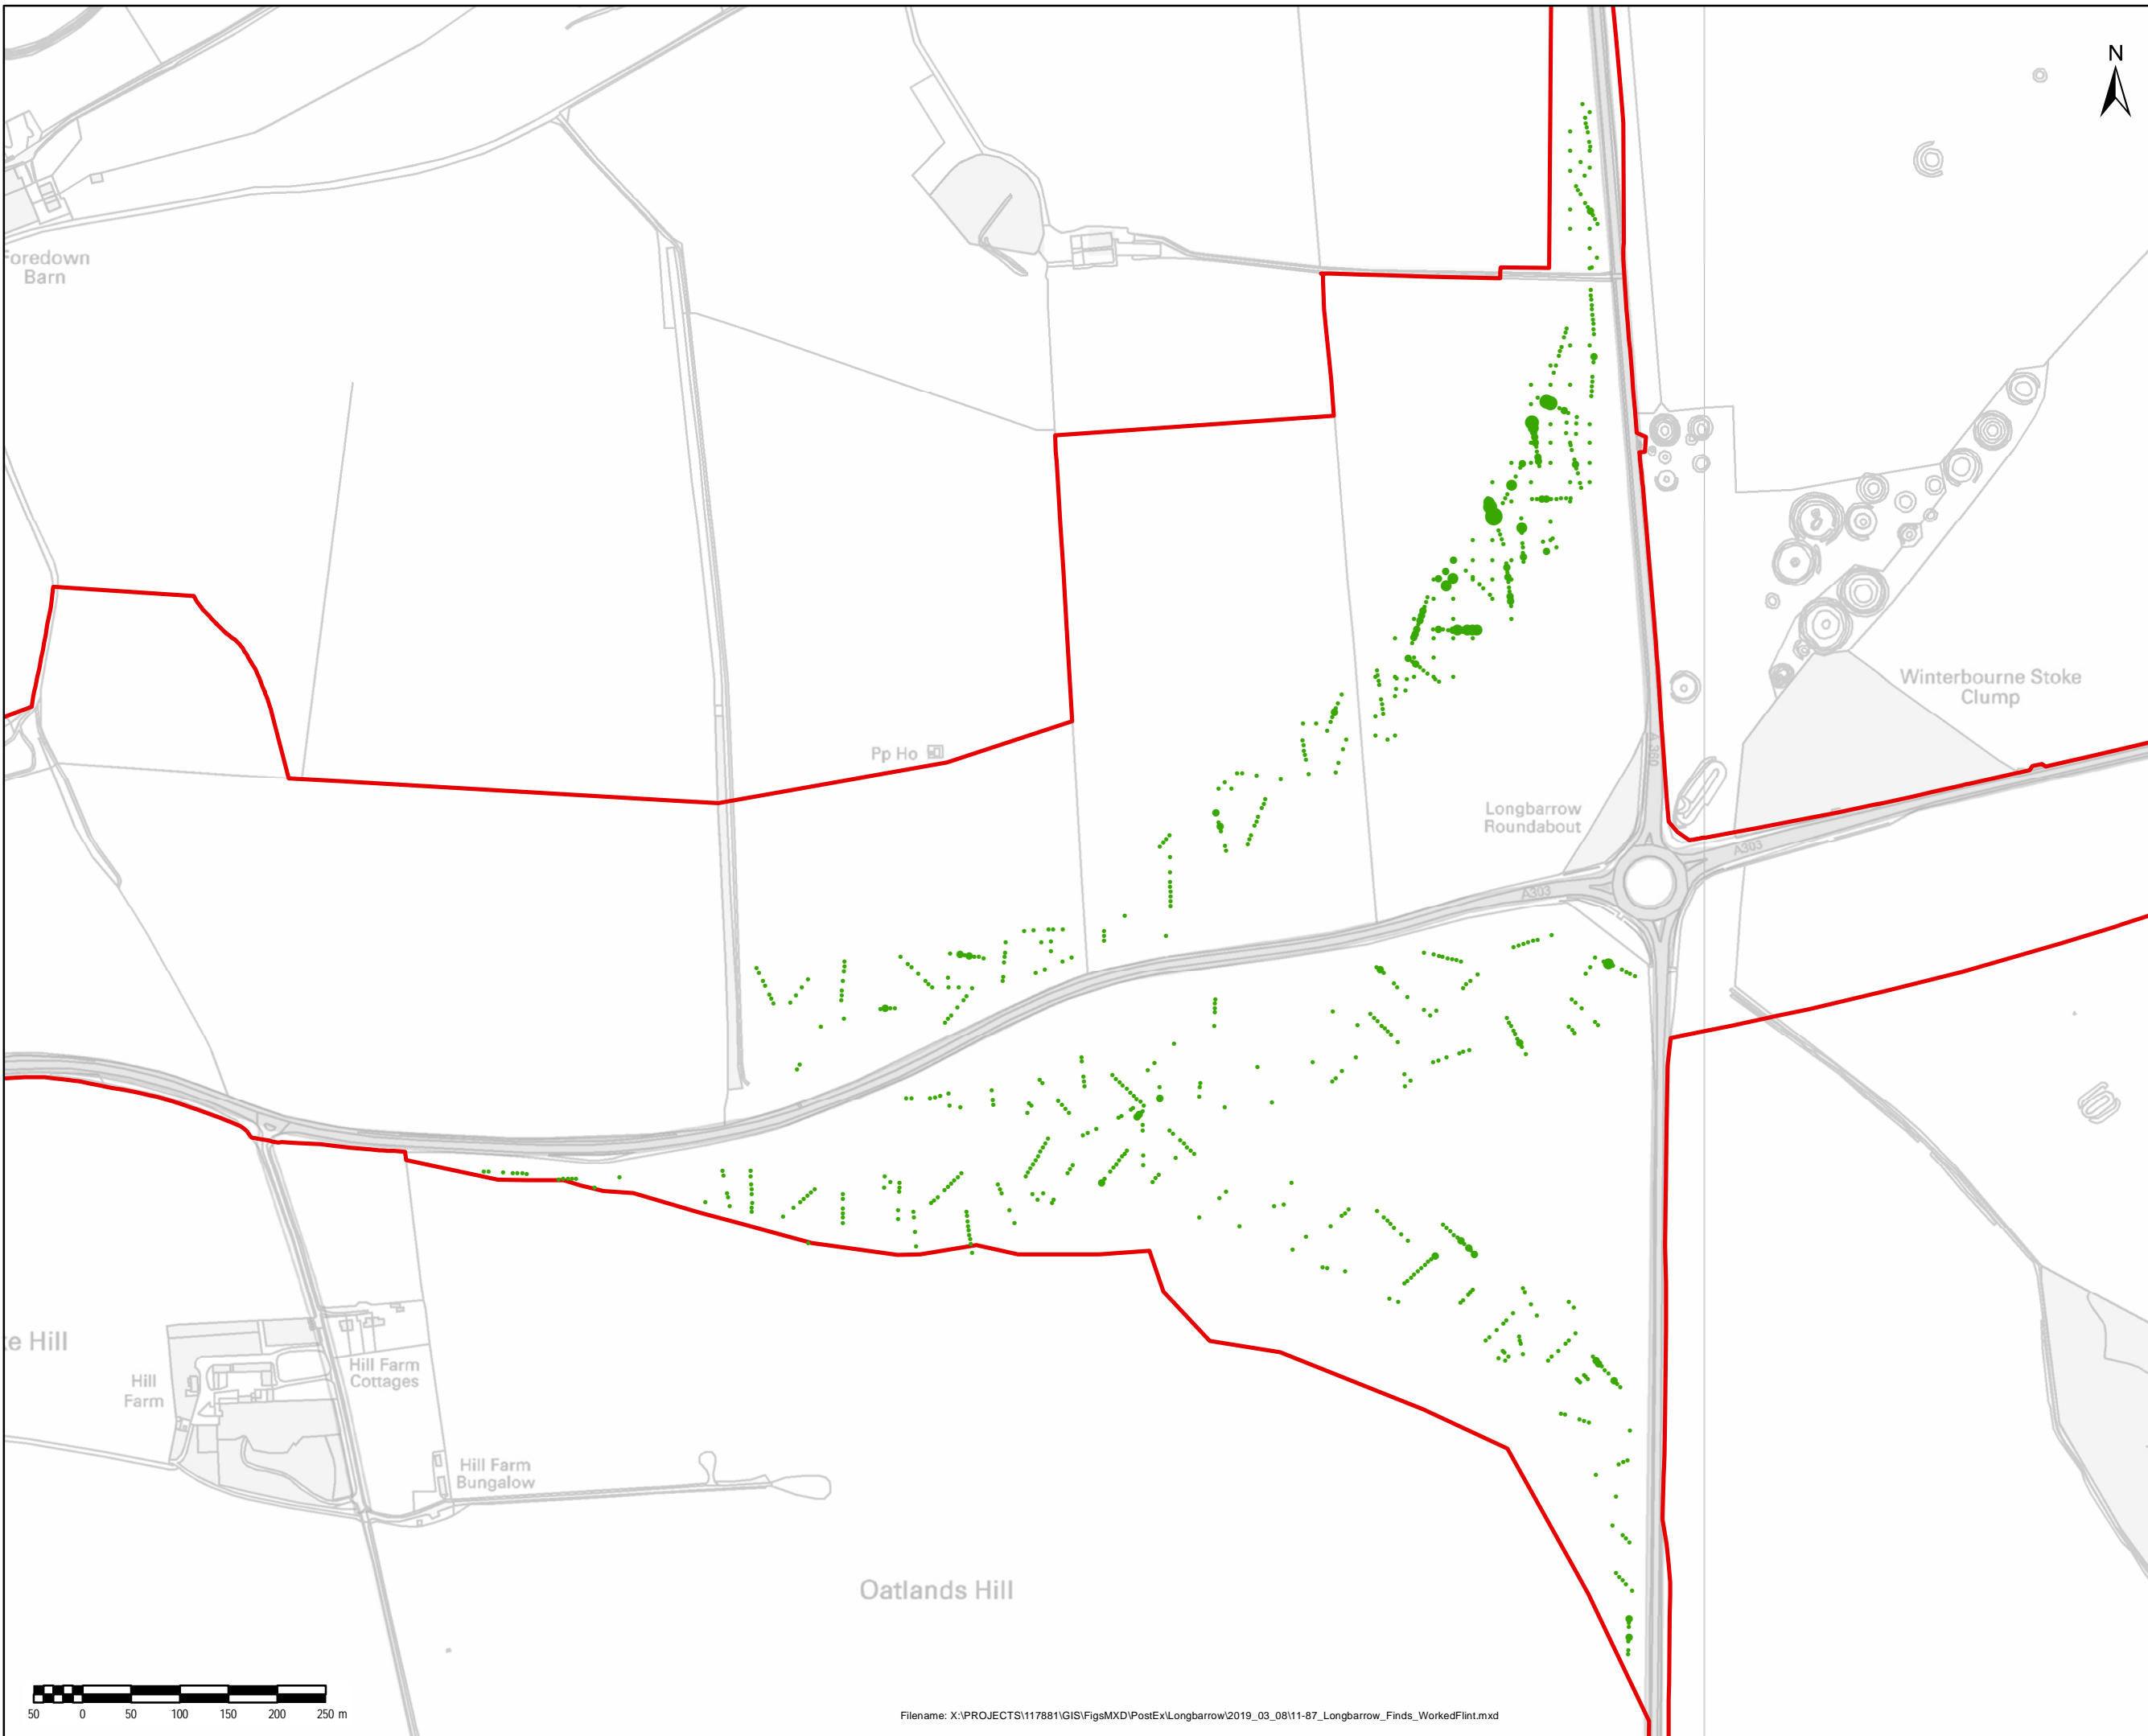 N
Foredown
Barn
Winterbourne Stoke
Clump
Pp Ho
A360
Longbarrow
Roundabout
A303
A303
Hill Farm
Cottages
Hill
Farm
Hill Farm
Bungalow
Oatlands Hill
50 0 50 100 150 200 250 m
Filename: X:\PROJECTS\117881\GIS\FigsMXD\PostEx\Longbarrow\2019_03_08\11-87_Longbarrow_Finds_WorkedFlint.mxd